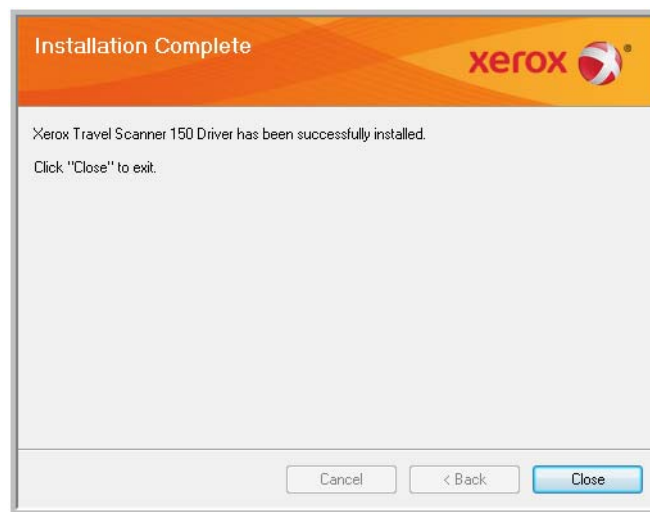 Installation Complete
xerox
Xerox Travel Scanner 150 Driver has been successfully installed.
Click "Close" to exit.
Cancel
< Back
Close